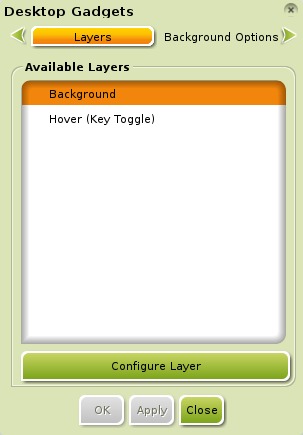 Desktop Gadgets
Layers Background Options
Available Layers
Background
Hover (Key Toggle)
Configure Layer
OK Apply Close